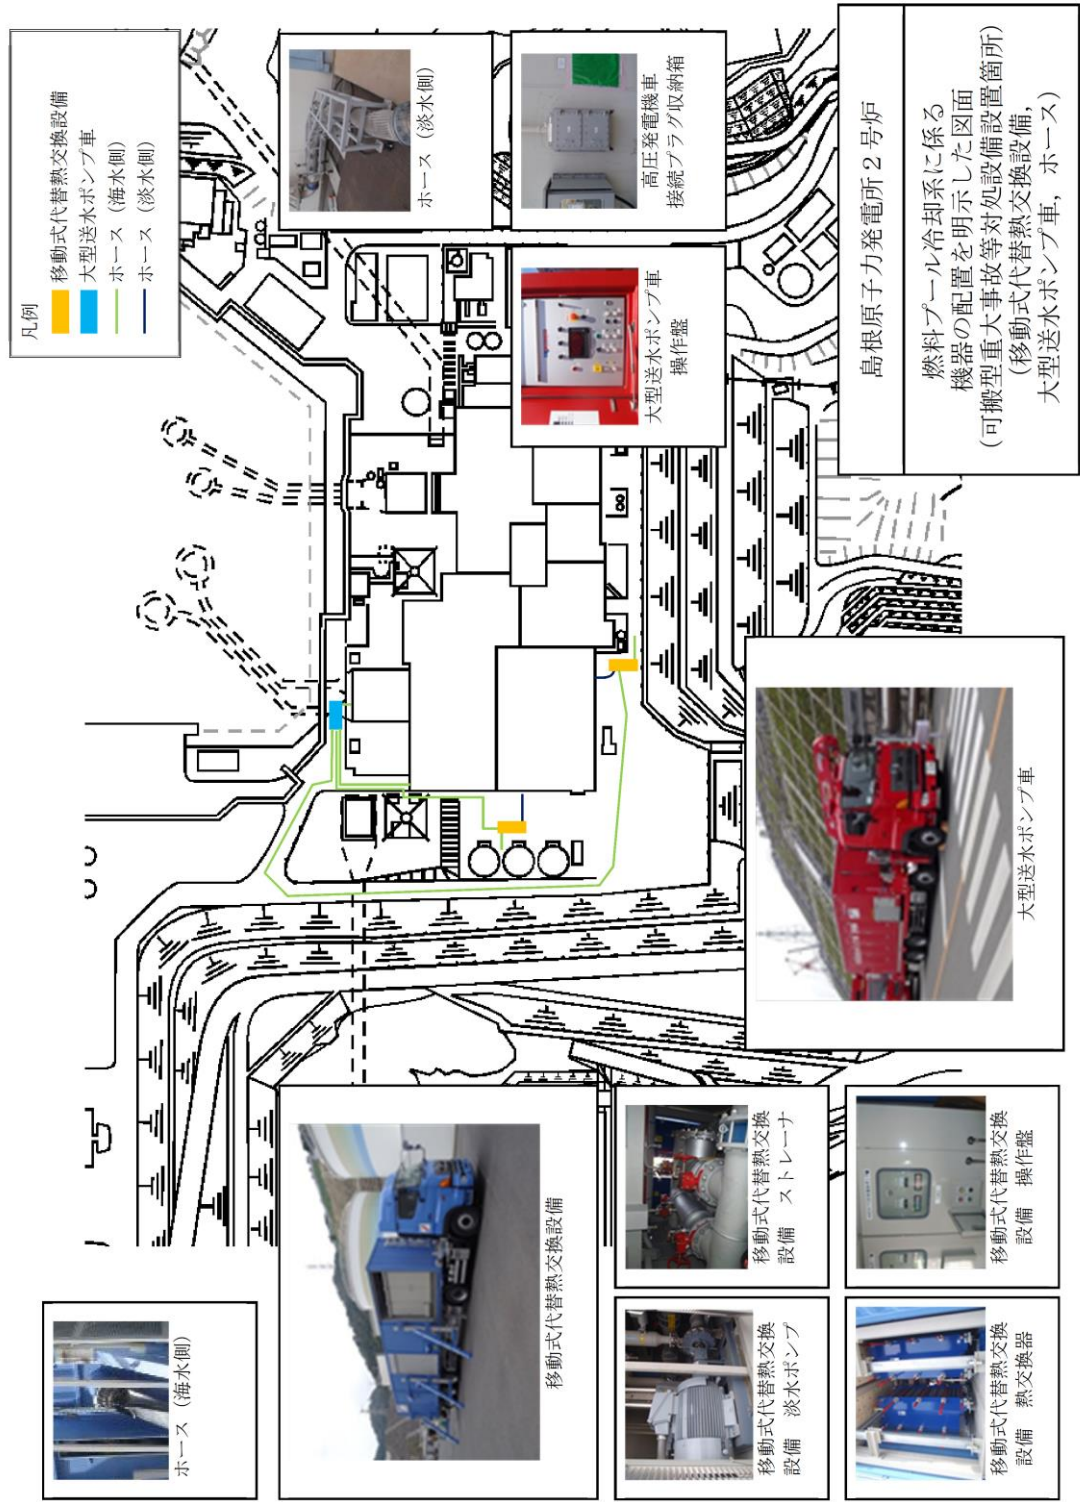 凡例
移動式代替熱交換設備
大型送水ポンプ車
ホース（海水側）
ホース（淡水側）
ホース（淡水側）
高圧発電機車
接続プラグ収納箱
大型送水ポンプ車
操作盤
ホース（海水側）
移動式代替熱交換設備
移動式代替熱交換
設備　ストレーナ
移動式代替熱交換
設備　淡水ポンプ
移動式代替熱交換
設備　操作盤
移動式代替熱交換
設備　熱交換器
大型送水ポンプ車
島根原子力発電所２号炉
燃料プール冷却系に係る
機器の配置を明示した図面
（可搬型重大事故等対処設備設置箇所）
（移動式代替熱交換設備，
大型送水ポンプ車，ホース）